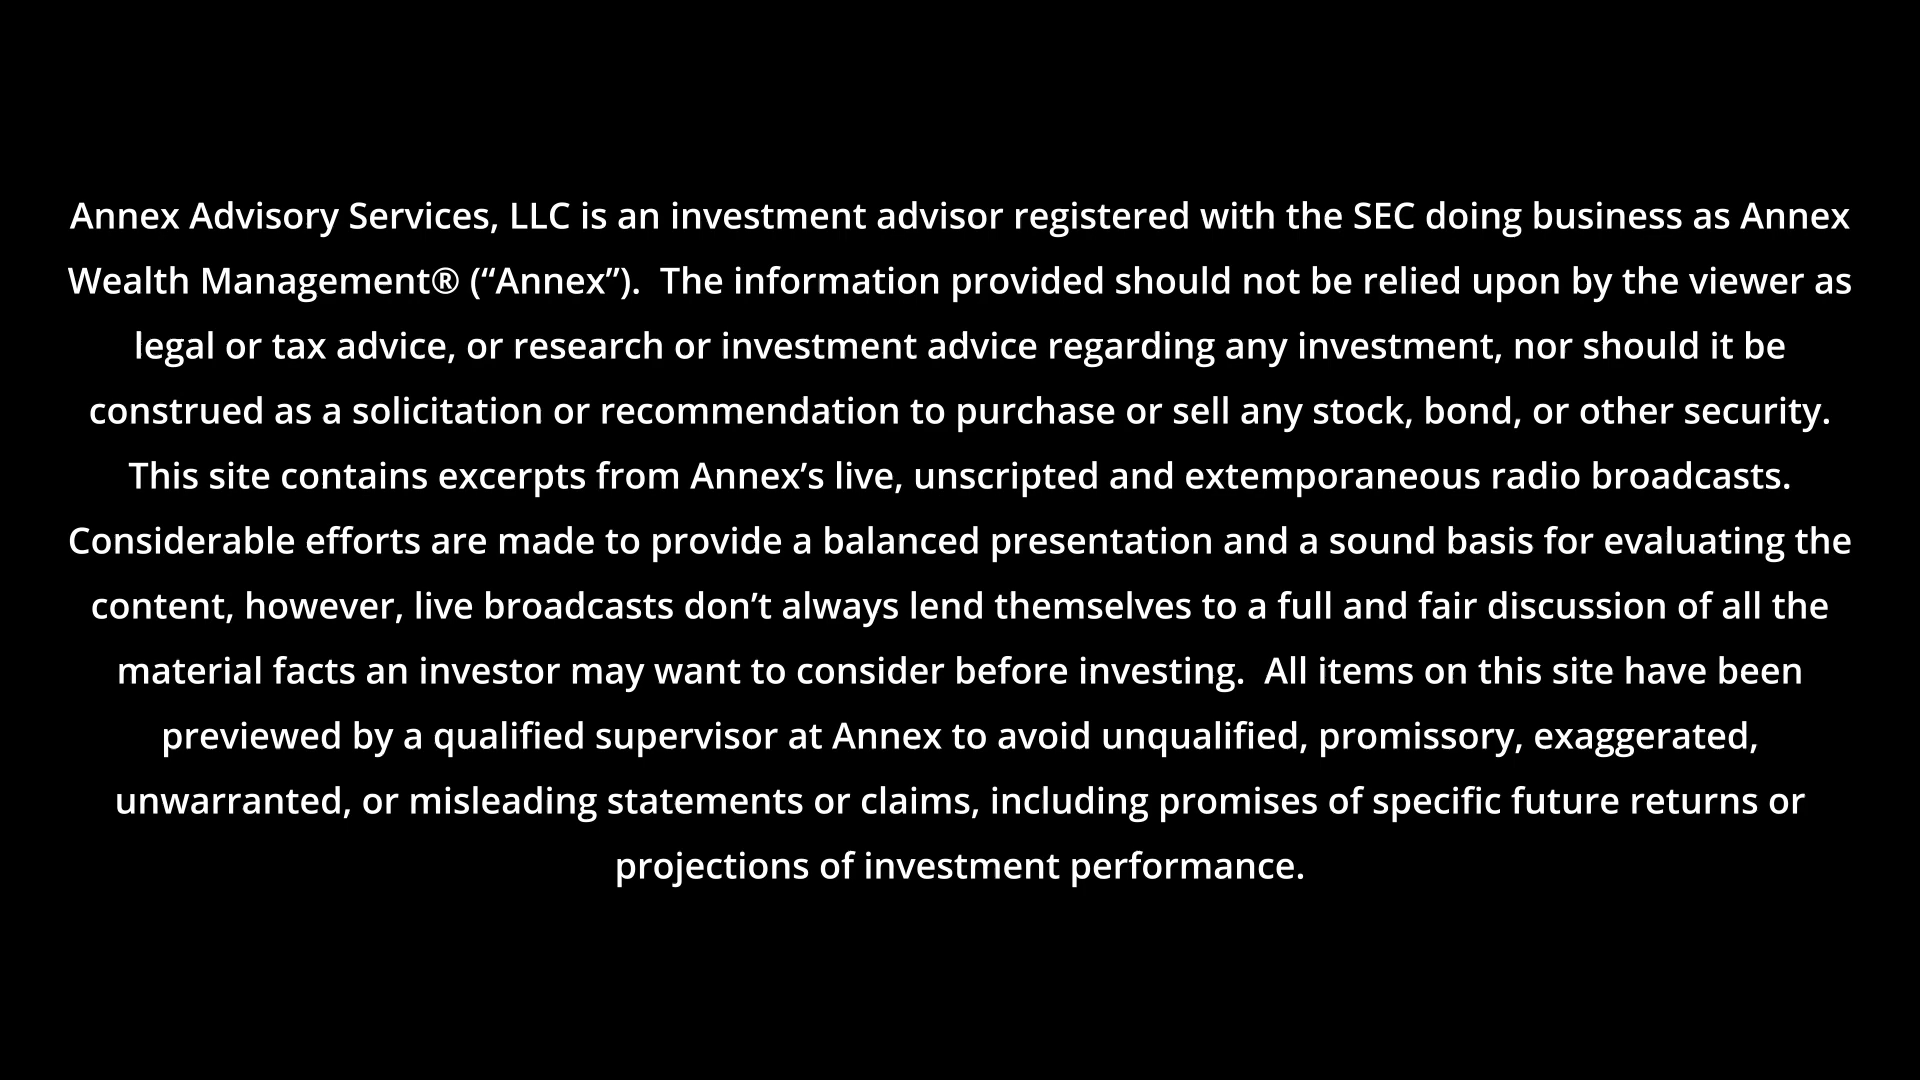 Annex Advisory Services, LLC is an investment advisor registered with the SEC doing business as Annex
Wealth Management® (“Annex”).  The information provided should not be relied upon by the viewer as
legal or tax advice, or research or investment advice regarding any investment, nor should it be
construed as a solicitation or recommendation to purchase or sell any stock, bond, or other security.
This site contains excerpts from Annex’s live, unscripted and extemporaneous radio broadcasts.
Considerable efforts are made to provide a balanced presentation and a sound basis for evaluating the
content, however, live broadcasts don’t always lend themselves to a full and fair discussion of all the
material facts an investor may want to consider before investing.  All items on this site have been
previewed by a qualified supervisor at Annex to avoid unqualified, promissory, exaggerated,
unwarranted, or misleading statements or claims, including promises of specific future returns or
projections of investment performance.